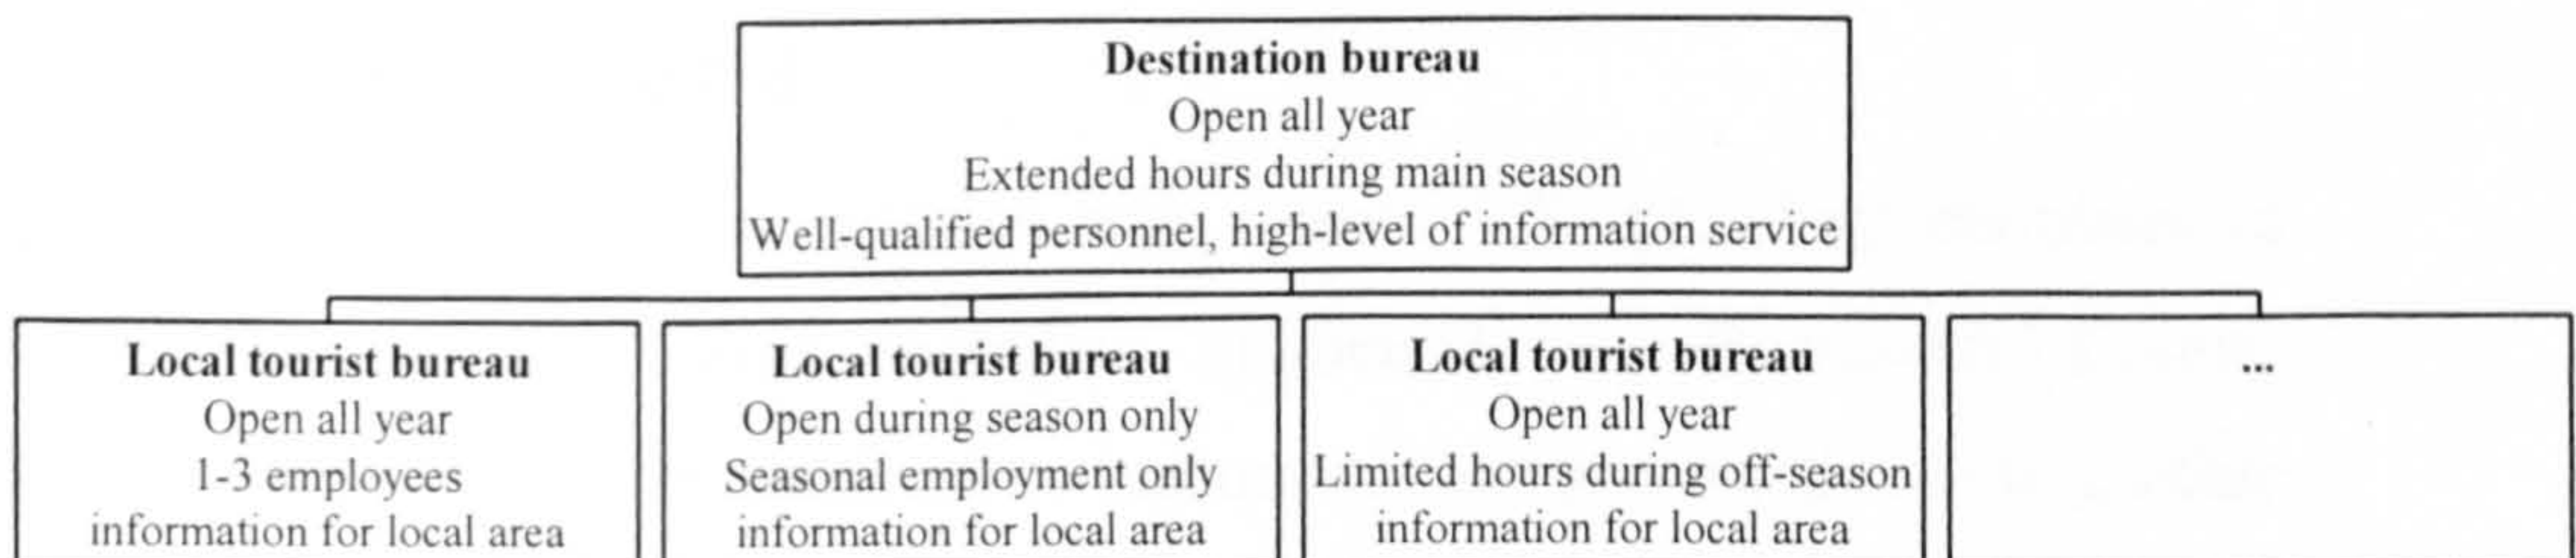 Destination bureau
Open all year
Extended hours during main season
Well-qualified personnel, high-level of information service
Local tourist bureau
Open all year
1-3 employees
information for local area
Local tourist bureau
Open during season only
Seasonal employment only
information for local area
Local tourist bureau
Open all year
Limited hours during off-season
information for local area
...